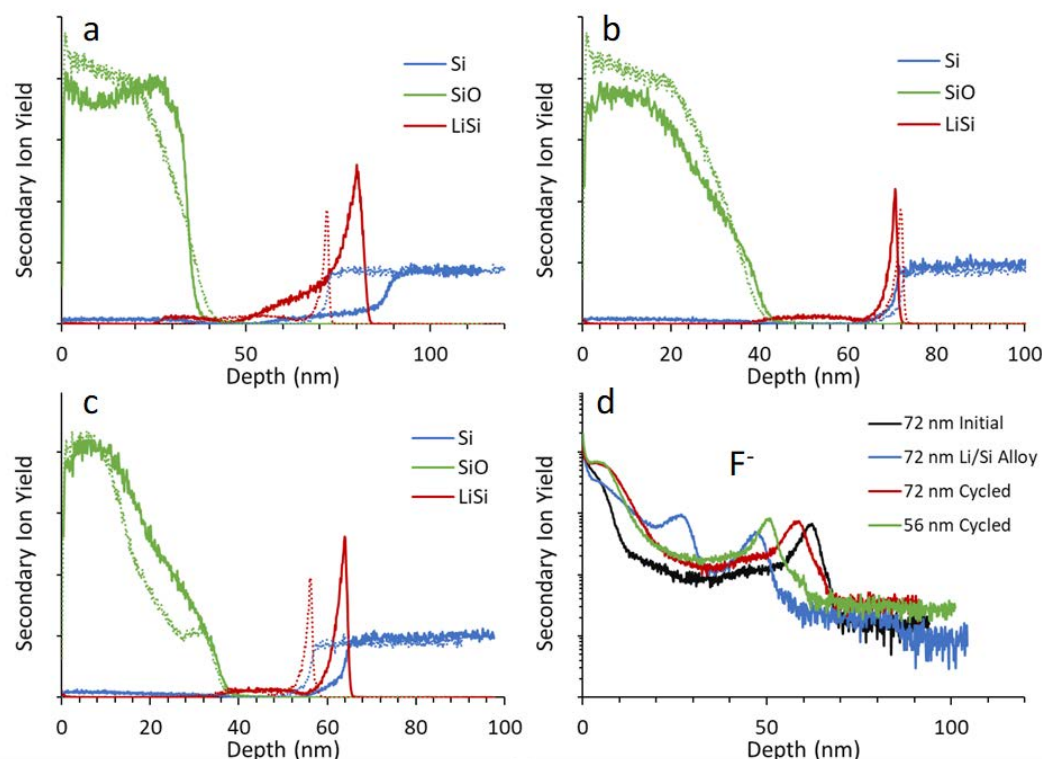 a
Secondary Ion Yield
Si
SiO
LiSi
0
50
100
Depth (nm)
b
Secondary Ion Yield
Si
SiO
LiSi
0
20
40
60
80
100
Depth (nm)
c
Secondary Ion Yield
Si
SiO
LiSi
0
20
40
60
80
100
Depth (nm)
d
Secondary Ion Yield
F-
72 nm Initial
72 nm Li/Si Alloy
72 nm Cycled
56 nm Cycled
0
50
100
Depth (nm)